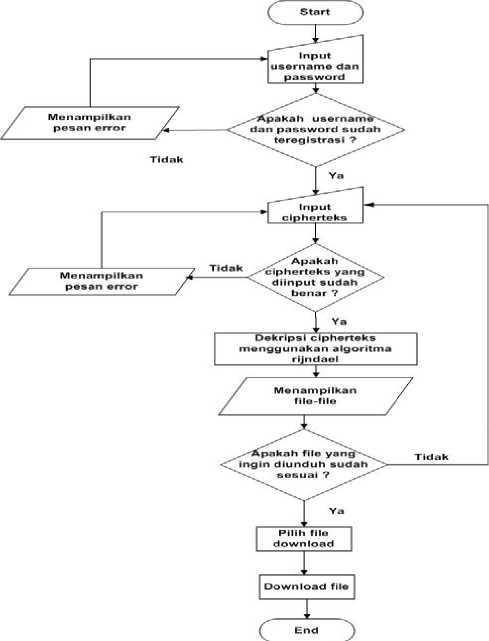 Start
Input
username dan
password
Menampilkan
pesan error
Apakah username
dan password sudah
teregistrasi ?
Tidak
Ya
Input
cipherteks
Menampilkan
pesan error
Tidak
Apakah
cipherteks yang
diinput sudah
benar ?
Ya
Dekripsi cipherteks
menggunakan algoritma
rijndael
Menampilkan
file-file
Apakah file yang
ingin diunduh sudah
sesuai ?
Tidak
Ya
Pilih file
download
Download file
End